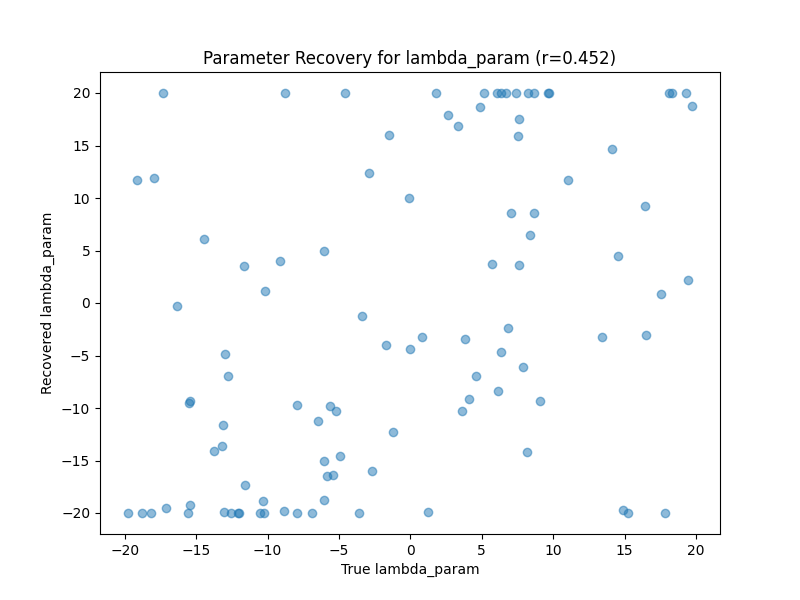 Parameter Recovery for lambda_param (r=0.452)
Recovered lambda_param
20
15
10
5
0
−5
−10
−15
−20
−20 −15 −10 −5 0 5 10 15 20
True lambda_param